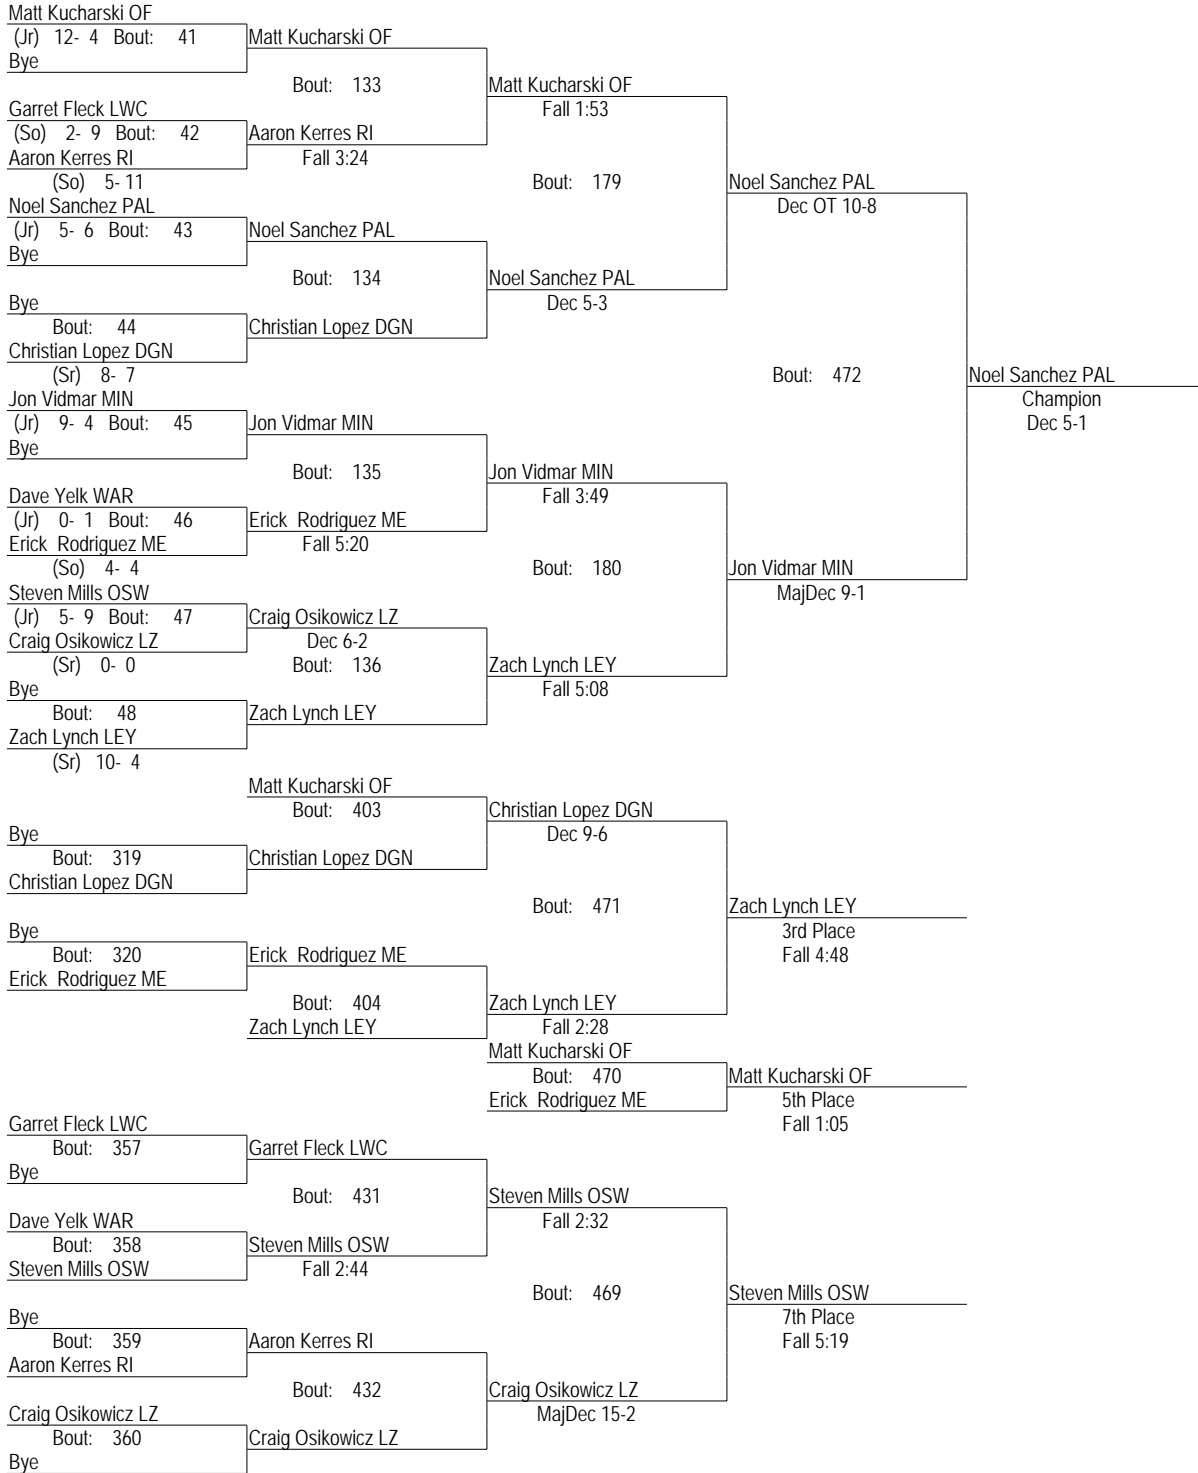 Matt Kucharski OF
(Jr) 12- 4 Bout: 41 Matt Kucharski OF
Bye
Bout: 133 Matt Kucharski OF
Garret Fleck LWC Fall 1:53
(So) 2- 9 Bout: 42 Aaron Kerres RI
Aaron Kerres RI Fall 3:24
(So) 5- 11 Bout: 179 Noel Sanchez PAL
Noel Sanchez PAL Dec OT 10-8
(Jr) 5- 6 Bout: 43 Noel Sanchez PAL
Bye
Bout: 134 Noel Sanchez PAL
Bye Dec 5-3
Bout: 44 Christian Lopez DGN
Christian Lopez DGN
(Sr) 8- 7 Bout: 472 Noel Sanchez PAL
Jon Vidmar MIN Champion
(Jr) 9- 4 Bout: 45 Jon Vidmar MIN Dec 5-1
Bye
Bout: 135 Jon Vidmar MIN
Dave Yelk WAR Fall 3:49
(Jr) 0- 1 Bout: 46 Erick Rodriguez ME
Erick Rodriguez ME Fall 5:20
(So) 4- 4 Bout: 180 Jon Vidmar MIN
Steven Mills OSW MajDec 9-1
(Jr) 5- 9 Bout: 47 Craig Osikowicz LZ
Craig Osikowicz LZ Dec 6-2
(Sr) 0- 0 Bout: 136 Zach Lynch LEY
Bye Fall 5:08
Bout: 48 Zach Lynch LEY
Zach Lynch LEY
(Sr) 10- 4
Matt Kucharski OF
Bout: 403 Christian Lopez DGN
Bye Dec 9-6
Bout: 319 Christian Lopez DGN
Christian Lopez DGN
Bout: 471 Zach Lynch LEY
Bye 3rd Place
Bout: 320 Erick Rodriguez ME Fall 4:48
Erick Rodriguez ME
Bout: 404 Zach Lynch LEY
Zach Lynch LEY Fall 2:28
Matt Kucharski OF
Bout: 470 Matt Kucharski OF
Erick Rodriguez ME 5th Place
Garret Fleck LWC Fall 1:05
Bout: 357 Garret Fleck LWC
Bye
Bout: 431 Steven Mills OSW
Dave Yelk WAR Fall 2:32
Bout: 358 Steven Mills OSW
Steven Mills OSW Fall 2:44
Bout: 469 Steven Mills OSW
Bye 7th Place
Bout: 359 Aaron Kerres RI Fall 5:19
Aaron Kerres RI
Bout: 432 Craig Osikowicz LZ
Craig Osikowicz LZ MajDec 15-2
Bout: 360 Craig Osikowicz LZ
Bye